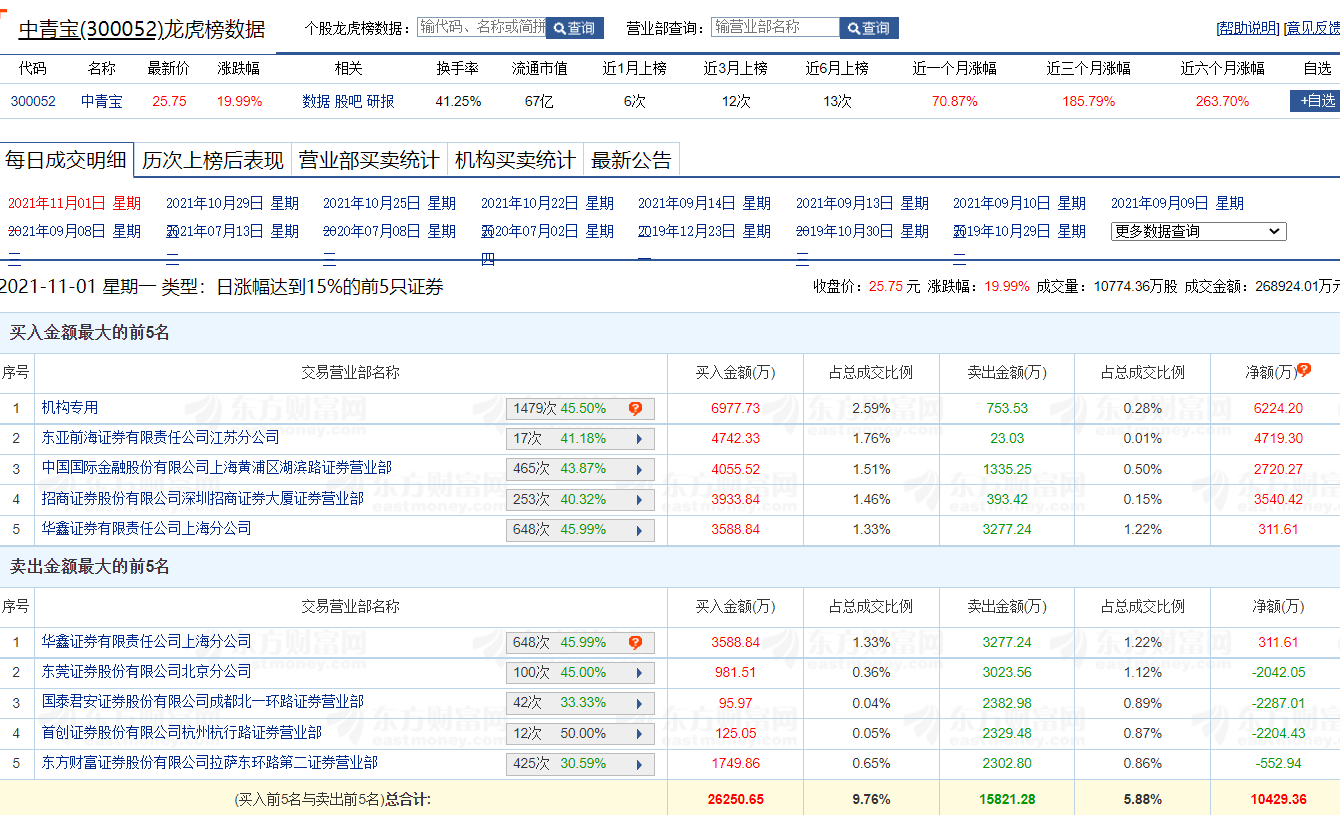 中青宝(300052)龙虎榜数据 个股龙虎榜数据： 输代码、名称或简拼 查询 营业部查询： 输营业部名称 查询 [帮助说明] [意见反馈
代码 名称 最新价 涨跌幅 相关 换手率 流通市值 近1月上榜 近3月上榜 近6月上榜 近一个月涨幅 近三个月涨幅 近六个月涨幅 自选
300052 中青宝 25.75 19.99% 数据 股吧 研报 41.25% 67亿 6次 12次 13次 70.87% 185.79% 263.70% +自选
每日成交明细 历次上榜后表现 营业部买卖统计 机构买卖统计 最新公告
2021年11月01日 星期 2021年10月29日 星期 2021年10月25日 星期 2021年10月22日 星期 2021年09月14日 星期 2021年09月13日 星期 2021年09月10日 星期 2021年09月09日 星期
2021年09月08日 星期 2021年07月13日 星期 2020年07月08日 星期 2020年07月02日 星期 2019年12月23日 星期 2019年10月30日 星期 2019年10月29日 星期 更多数据查询
三 二 三 四 一 三 二
2021-11-01 星期一 类型：日涨幅达到15%的前5只证券 收盘价：25.75 元 涨跌幅：19.99% 成交量：10774.36万股 成交金额：268924.01万元
买入金额最大的前5名
序号 交易营业部名称 买入金额(万) 占总成交比例 卖出金额(万) 占总成交比例 净额(万)
1 机构专用 1479次 45.50% 6977.73 2.59% 753.53 0.28% 6224.20
2 东亚前海证券有限责任公司江苏分公司 17次 41.18% 4742.33 1.76% 23.03 0.01% 4719.30
3 中国国际金融股份有限公司上海黄浦区湖滨路证券营业部 465次 43.87% 4055.52 1.51% 1335.25 0.50% 2720.27
4 招商证券股份有限公司深圳招商证券大厦证券营业部 253次 40.32% 3933.84 1.46% 393.42 0.15% 3540.42
5 华鑫证券有限责任公司上海分公司 648次 45.99% 3588.84 1.33% 3277.24 1.22% 311.61
卖出金额最大的前5名
序号 交易营业部名称 买入金额(万) 占总成交比例 卖出金额(万) 占总成交比例 净额(万)
1 华鑫证券有限责任公司上海分公司 648次 45.99% 3588.84 1.33% 3277.24 1.22% 311.61
2 东莞证券股份有限公司北京分公司 100次 45.00% 981.51 0.36% 3023.56 1.12% -2042.05
3 国泰君安证券股份有限公司成都北一环路证券营业部 42次 33.33% 95.97 0.04% 2382.98 0.89% -2287.01
4 首创证券股份有限公司杭州杭行路证券营业部 12次 50.00% 125.05 0.05% 2329.48 0.87% -2204.43
5 东方财富证券股份有限公司拉萨东环路第二证券营业部 425次 30.59% 1749.86 0.65% 2302.80 0.86% -552.94
(买入前5名与卖出前5名)总合计: 26250.65 9.76% 15821.28 5.88% 10429.36